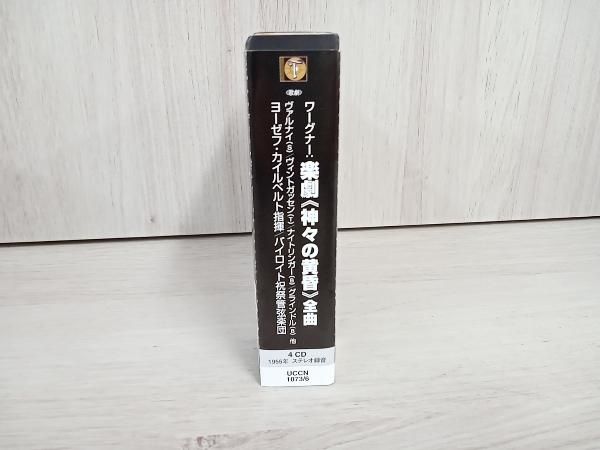 T
〈歌劇〉
ワーグナー:楽劇《神々の黄昏》全曲
ヴァルナイ(S)/ヴィントガッセン(T)/ナイトリンガー(B)/グラインドル(B) 他
ヨーゼフ・カイルベルト指揮/バイロイト祝祭管弦楽団
4 CD
1955年 ステレオ録音
UCCN
1073/6